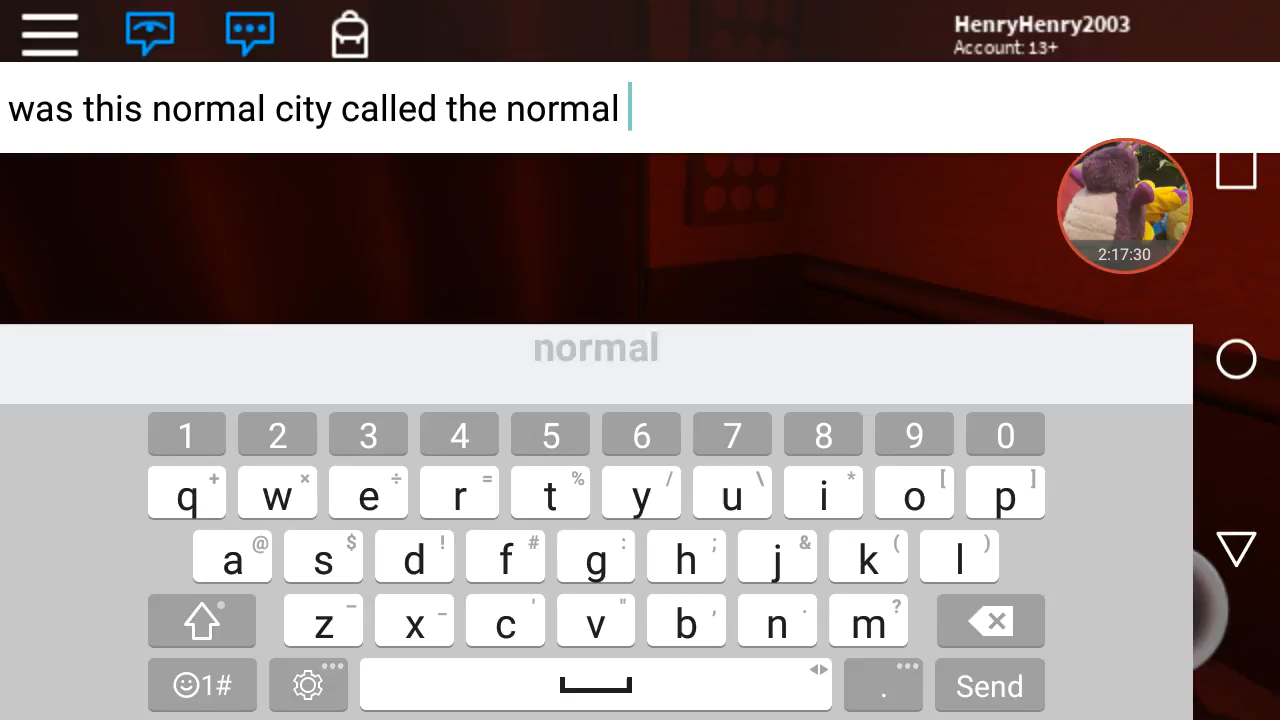 HenryHenry2003
Account: 13+
was this normal city called the normal
2:17:30
normal
1 2 3 4 5 6 7 8 9 0
q + w × e ÷ r = t % y / u \ i * o [ p ]
a @ s $ d ! f # g : h ; j & k ( l )
z – x _ c ' v " b , n . m ?
1# . Send